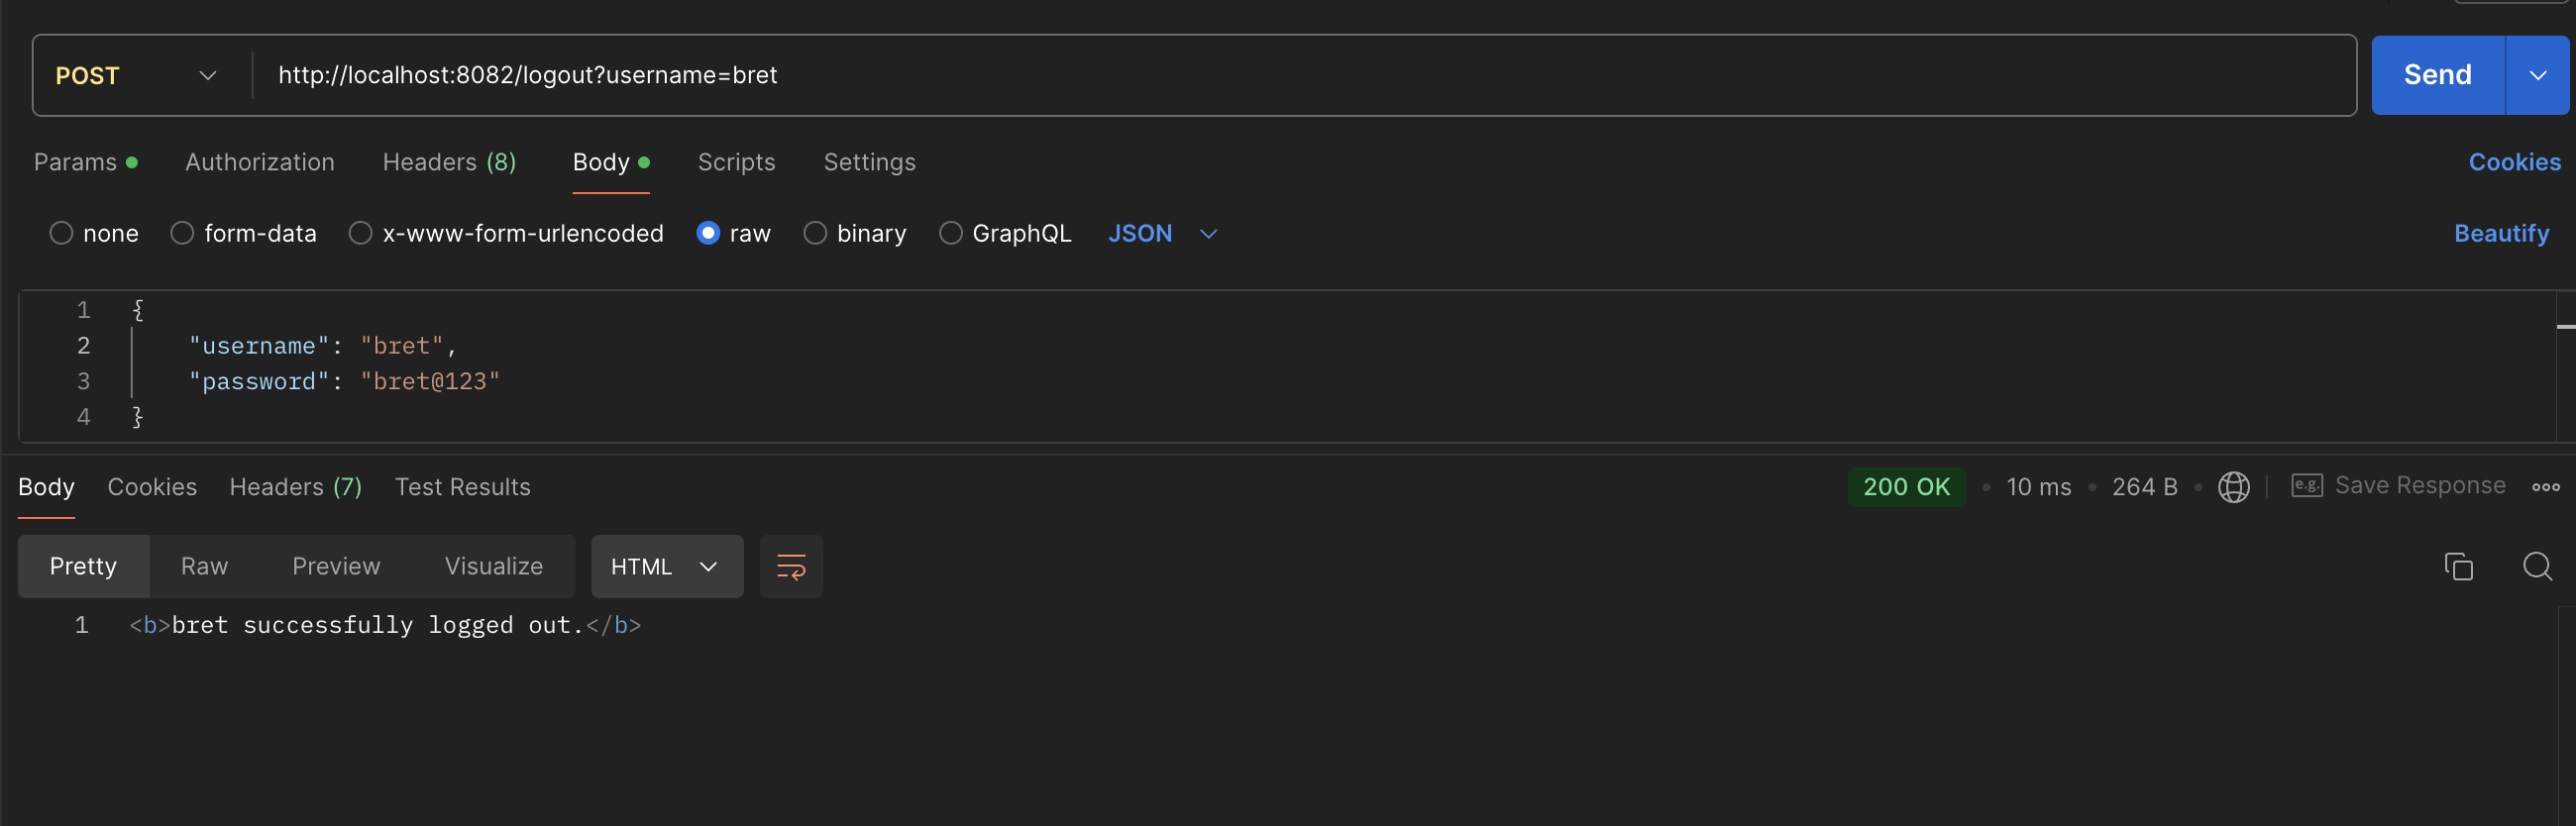 POST http://localhost:8082/logout?username=bret Send
Params Authorization Headers (8) Body Scripts Settings Cookies
none form-data x-www-form-urlencoded raw binary GraphQL JSON Beautify
1 {
2 "username": "bret",
3 "password": "bret@123"
4 }
Body Cookies Headers (7) Test Results 200 OK • 10 ms • 264 B • e.g. Save Response
Pretty Raw Preview Visualize HTML
1 <b>bret successfully logged out.</b>